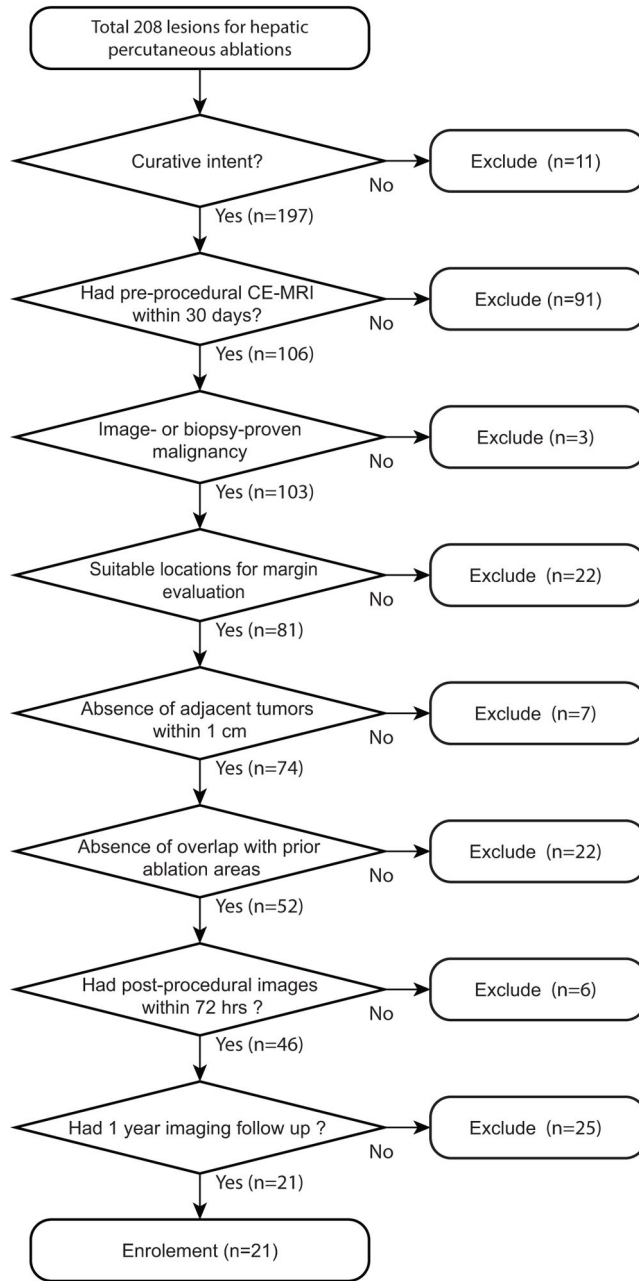 Total 208 lesions for hepatic
percutaneous ablations
Curative intent?
No
Exclude (n=11)
Yes (n=197)
Had pre-procedural CE-MRI
within 30 days?
No
Exclude (n=91)
Yes (n=106)
Image- or biopsy-proven
malignancy
No
Exclude (n=3)
Yes (n=103)
Suitable locations for margin
evaluation
No
Exclude (n=22)
Yes (n=81)
Absence of adjacent tumors
within 1 cm
No
Exclude (n=7)
Yes (n=74)
Absence of overlap with prior
ablation areas
No
Exclude (n=22)
Yes (n=52)
Had post-procedural images
within 72 hrs ?
No
Exclude (n=6)
Yes (n=46)
Had 1 year imaging follow up ?
No
Exclude (n=25)
Yes (n=21)
Enrolement (n=21)